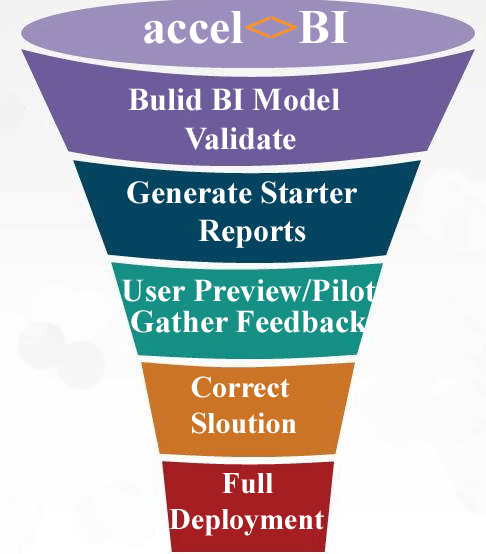 accel<>BI
Bulid BI Model
Validate
Generate Starter
Reports
User Preview/Pilot
Gather Feedback
Correct
Sloution
Full
Deployment